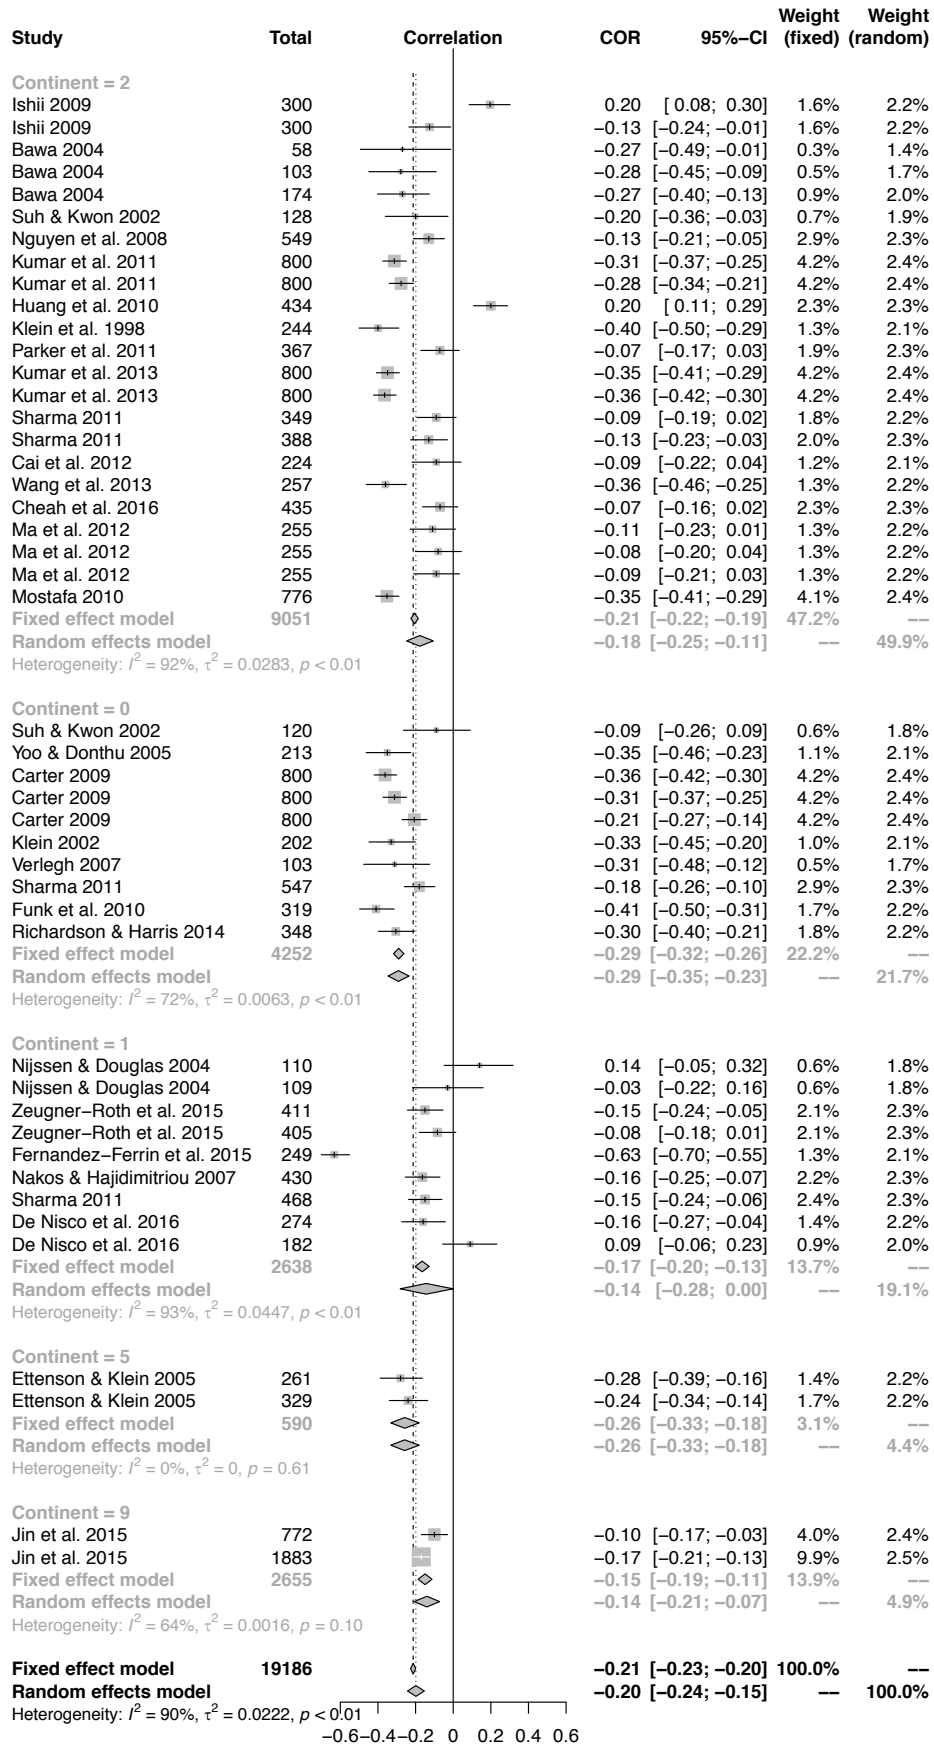 Weight Weight
Study Total Correlation COR 95%−CI (fixed) (random)
Continent = 2
Ishii 2009 300 0.20 [ 0.08; 0.30] 1.6% 2.2%
Ishii 2009 300 −0.13 [−0.24; −0.01] 1.6% 2.2%
Bawa 2004 58 −0.27 [−0.49; −0.01] 0.3% 1.4%
Bawa 2004 103 −0.28 [−0.45; −0.09] 0.5% 1.7%
Bawa 2004 174 −0.27 [−0.40; −0.13] 0.9% 2.0%
Suh & Kwon 2002 128 −0.20 [−0.36; −0.03] 0.7% 1.9%
Nguyen et al. 2008 549 −0.13 [−0.21; −0.05] 2.9% 2.3%
Kumar et al. 2011 800 −0.31 [−0.37; −0.25] 4.2% 2.4%
Kumar et al. 2011 800 −0.28 [−0.34; −0.21] 4.2% 2.4%
Huang et al. 2010 434 0.20 [ 0.11; 0.29] 2.3% 2.3%
Klein et al. 1998 244 −0.40 [−0.50; −0.29] 1.3% 2.1%
Parker et al. 2011 367 −0.07 [−0.17; 0.03] 1.9% 2.3%
Kumar et al. 2013 800 −0.35 [−0.41; −0.29] 4.2% 2.4%
Kumar et al. 2013 800 −0.36 [−0.42; −0.30] 4.2% 2.4%
Sharma 2011 349 −0.09 [−0.19; 0.02] 1.8% 2.2%
Sharma 2011 388 −0.13 [−0.23; −0.03] 2.0% 2.3%
Cai et al. 2012 224 −0.09 [−0.22; 0.04] 1.2% 2.1%
Wang et al. 2013 257 −0.36 [−0.46; −0.25] 1.3% 2.2%
Cheah et al. 2016 435 −0.07 [−0.16; 0.02] 2.3% 2.3%
Ma et al. 2012 255 −0.11 [−0.23; 0.01] 1.3% 2.2%
Ma et al. 2012 255 −0.08 [−0.20; 0.04] 1.3% 2.2%
Ma et al. 2012 255 −0.09 [−0.21; 0.03] 1.3% 2.2%
Mostafa 2010 776 −0.35 [−0.41; −0.29] 4.1% 2.4%
Fixed effect model 9051 −0.21 [−0.22; −0.19] 47.2% −−
Random effects model −0.18 [−0.25; −0.11] −− 49.9%
Heterogeneity: I² = 92%, τ² = 0.0283, p < 0.01
Continent = 0
Suh & Kwon 2002 120 −0.09 [−0.26; 0.09] 0.6% 1.8%
Yoo & Donthu 2005 213 −0.35 [−0.46; −0.23] 1.1% 2.1%
Carter 2009 800 −0.36 [−0.42; −0.30] 4.2% 2.4%
Carter 2009 800 −0.31 [−0.37; −0.25] 4.2% 2.4%
Carter 2009 800 −0.21 [−0.27; −0.14] 4.2% 2.4%
Klein 2002 202 −0.33 [−0.45; −0.20] 1.0% 2.1%
Verlegh 2007 103 −0.31 [−0.48; −0.12] 0.5% 1.7%
Sharma 2011 547 −0.18 [−0.26; −0.10] 2.9% 2.3%
Funk et al. 2010 319 −0.41 [−0.50; −0.31] 1.7% 2.2%
Richardson & Harris 2014 348 −0.30 [−0.40; −0.21] 1.8% 2.2%
Fixed effect model 4252 −0.29 [−0.32; −0.26] 22.2% −−
Random effects model −0.29 [−0.35; −0.23] −− 21.7%
Heterogeneity: I² = 72%, τ² = 0.0063, p < 0.01
Continent = 1
Nijssen & Douglas 2004 110 0.14 [−0.05; 0.32] 0.6% 1.8%
Nijssen & Douglas 2004 109 −0.03 [−0.22; 0.16] 0.6% 1.8%
Zeugner−Roth et al. 2015 411 −0.15 [−0.24; −0.05] 2.1% 2.3%
Zeugner−Roth et al. 2015 405 −0.08 [−0.18; 0.01] 2.1% 2.3%
Fernandez−Ferrin et al. 2015 249 −0.63 [−0.70; −0.55] 1.3% 2.1%
Nakos & Hajidimitriou 2007 430 −0.16 [−0.25; −0.07] 2.2% 2.3%
Sharma 2011 468 −0.15 [−0.24; −0.06] 2.4% 2.3%
De Nisco et al. 2016 274 −0.16 [−0.27; −0.04] 1.4% 2.2%
De Nisco et al. 2016 182 0.09 [−0.06; 0.23] 0.9% 2.0%
Fixed effect model 2638 −0.17 [−0.20; −0.13] 13.7% −−
Random effects model −0.14 [−0.28; 0.00] −− 19.1%
Heterogeneity: I² = 93%, τ² = 0.0447, p < 0.01
Continent = 5
Ettenson & Klein 2005 261 −0.28 [−0.39; −0.16] 1.4% 2.2%
Ettenson & Klein 2005 329 −0.24 [−0.34; −0.14] 1.7% 2.2%
Fixed effect model 590 −0.26 [−0.33; −0.18] 3.1% −−
Random effects model −0.26 [−0.33; −0.18] −− 4.4%
Heterogeneity: I² = 0%, τ² = 0, p = 0.61
Continent = 9
Jin et al. 2015 772 −0.10 [−0.17; −0.03] 4.0% 2.4%
Jin et al. 2015 1883 −0.17 [−0.21; −0.13] 9.9% 2.5%
Fixed effect model 2655 −0.15 [−0.19; −0.11] 13.9% −−
Random effects model −0.14 [−0.21; −0.07] −− 4.9%
Heterogeneity: I² = 64%, τ² = 0.0016, p = 0.10
Fixed effect model 19186 −0.21 [−0.23; −0.20] 100.0% −−
Random effects model −0.20 [−0.24; −0.15] −− 100.0%
Heterogeneity: I² = 90%, τ² = 0.0222, p < 0.01
−0.6 −0.4 −0.2 0 0.2 0.4 0.6